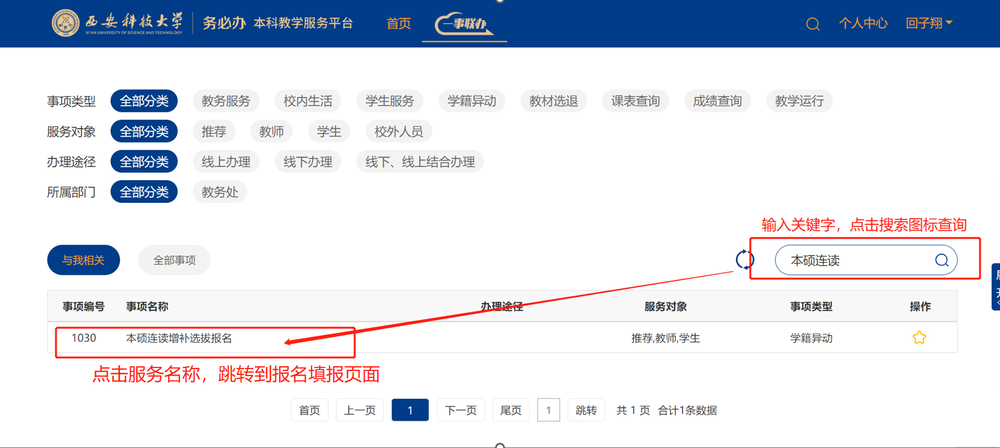 西安科技大学 务必办 本科教学服务平台 首页 一事联办 个人中心 回子翔
XI'AN UNIVERSITY OF SCIENCE AND TECHNOLOGY
事项类型 全部分类 教务服务 校内生活 学生服务 学籍异动 教材选退 课表查询 成绩查询 教学运行
服务对象 全部分类 推荐 教师 学生 校外人员
办理途径 全部分类 线上办理 线下办理 线下、线上结合办理
所属部门 全部分类 教务处
输入关键字，点击搜索图标查询
与我相关 全部事项 本硕连读
事项编号 事项名称 办理途径 服务对象 事项类型 操作
1030 本硕连读增补选拔报名 推荐,教师,学生 学籍异动
点击服务名称，跳转到报名填报页面
首页 上一页 1 下一页 尾页 1 跳转 共 1 页 合计1条数据